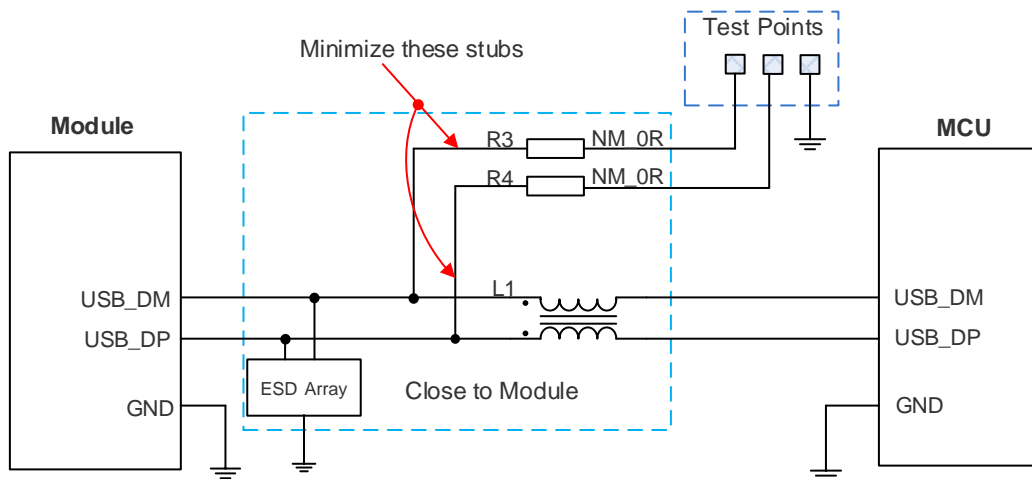 Test Points
Minimize these stubs
Module
MCU
R3
NM_0R
R4
NM_0R
L1
USB_DM
USB_DM
USB_DP
USB_DP
ESD Array
Close to Module
GND
GND